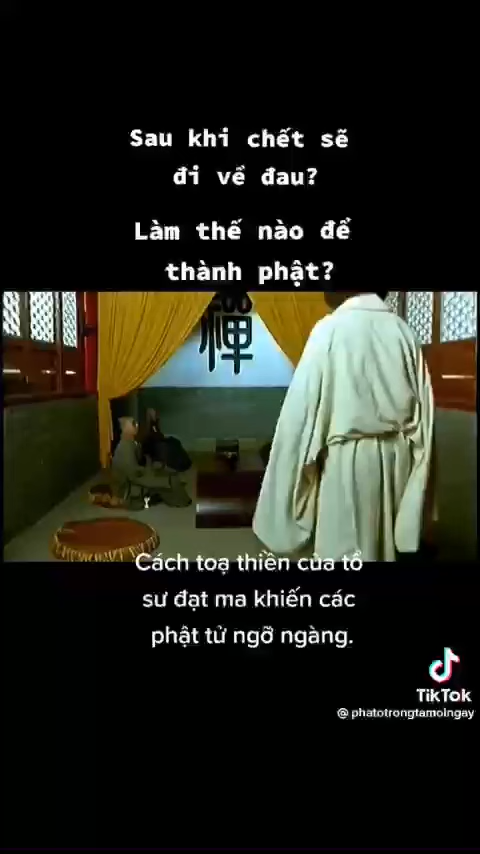 Sau khi chết sẽ
đi về đau?
Làm thế nào để
thành phật?
禪
Cách toạ thiền của tổ
sư đạt ma khiến các
phật tử ngỡ ngàng.
TikTok
@ phatotrongtamoingay